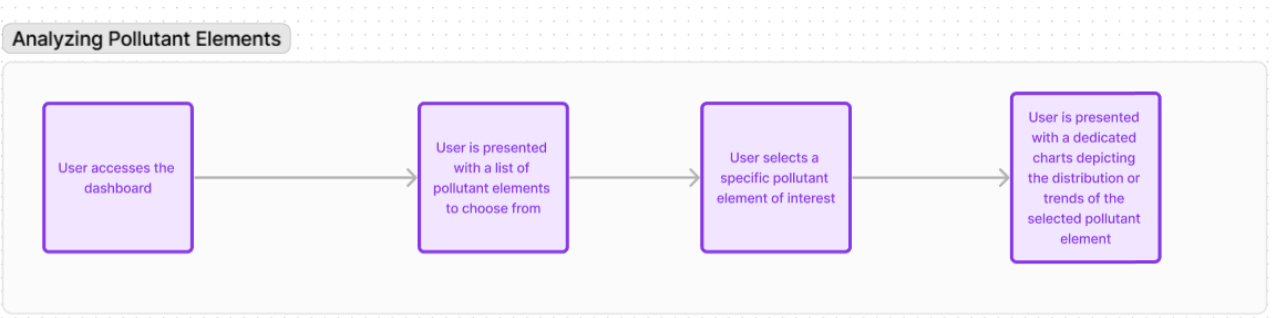 Analyzing Pollutant Elements
User accesses the
dashboard
User is presented
with a list of
pollutant elements
to choose from
User selects a
specific pollutant
element of interest
User is presented
with a dedicated
charts depicting
the distribution or
trends of the
selected pollutant
element